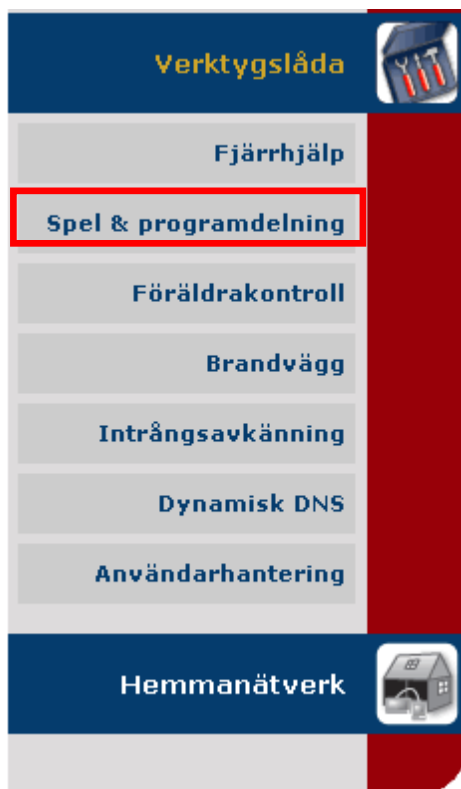 Verktygslåda
Fjärrhjälp
Spel & programdelning
Föräldrakontroll
Brandvägg
Intrångsavkänning
Dynamisk DNS
Användarhantering
Hemmanätverk